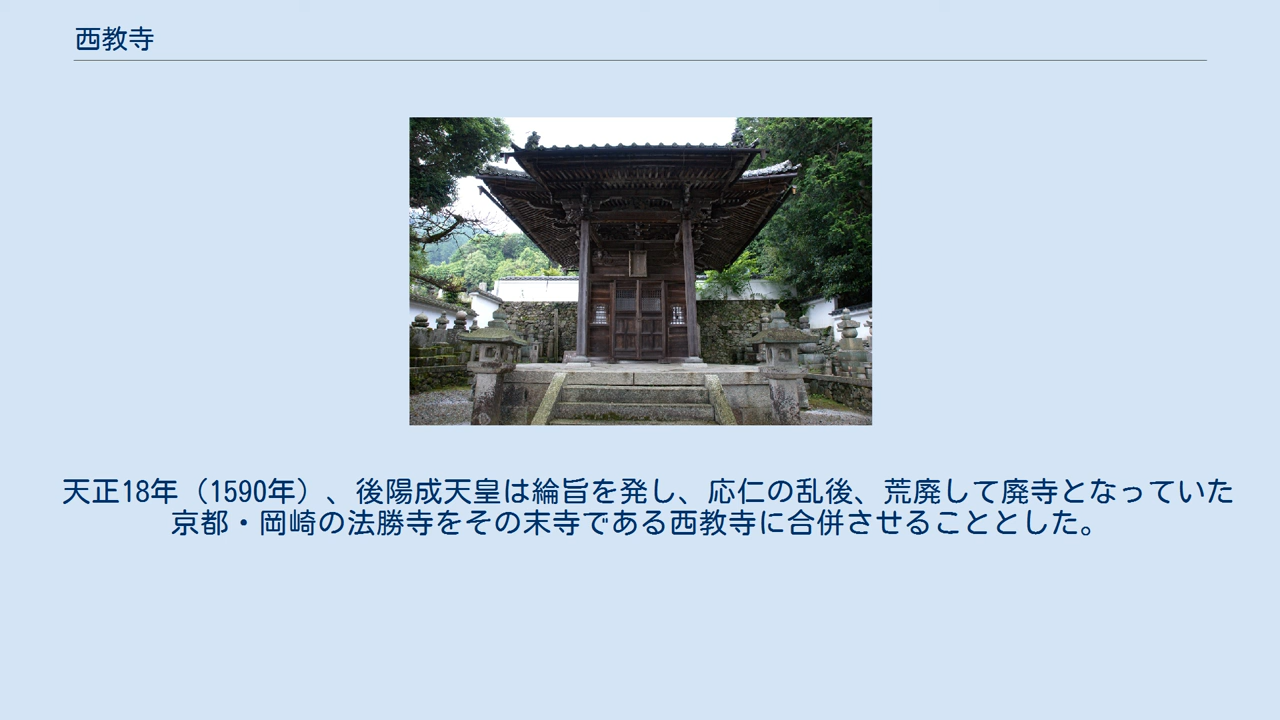 西教寺
天正18年（1590年）、後陽成天皇は綸旨を発し、応仁の乱後、荒廃して廃寺となっていた
京都・岡崎の法勝寺をその末寺である西教寺に合併させることとした。